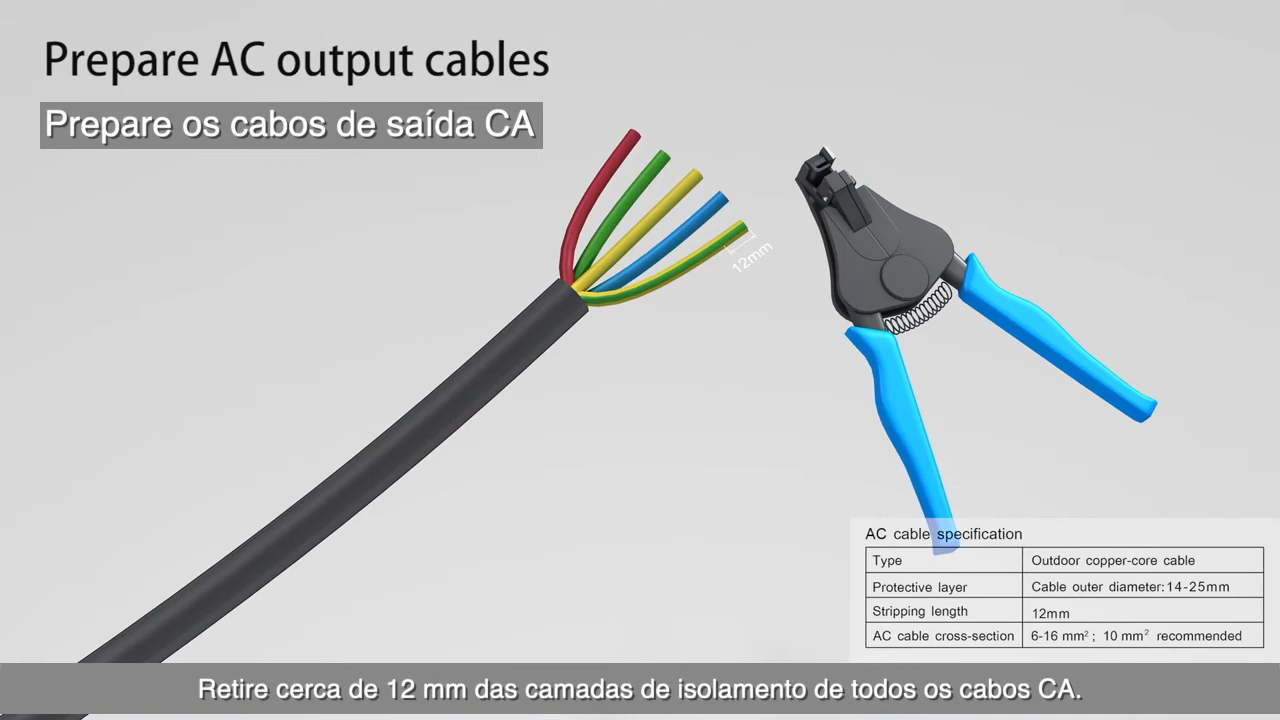 Prepare AC output cables
Prepare os cabos de saída CA
12mm
AC cable specification
Type Outdoor copper-core cable
Protective layer Cable outer diameter:14-25mm
Stripping length 12mm
AC cable cross-section 6-16 mm²; 10 mm² recommended
Retire cerca de 12 mm das camadas de isolamento de todos os cabos CA.